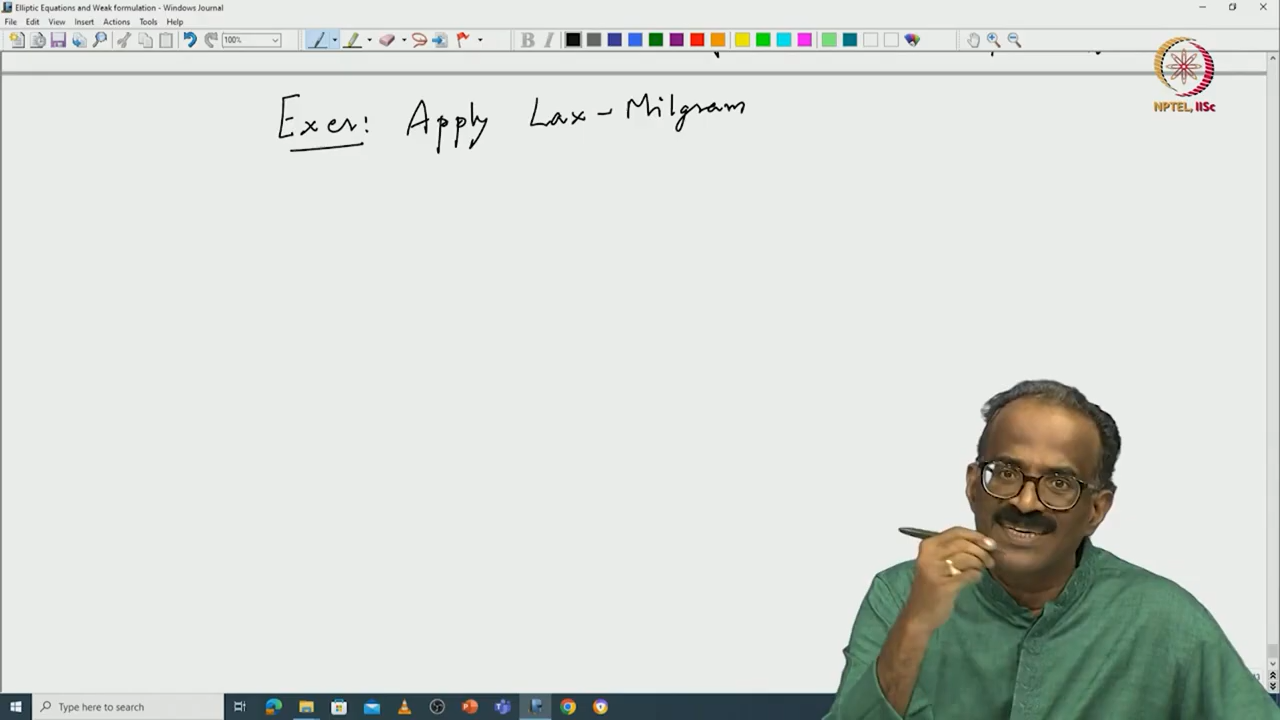 Elliptic Equations and Weak formulation - Windows Journal
File Edit View Insert Actions Tools Help
100%
B I
NPTEL, IISc
Exer: Apply Lax-Milgram
Type here to search